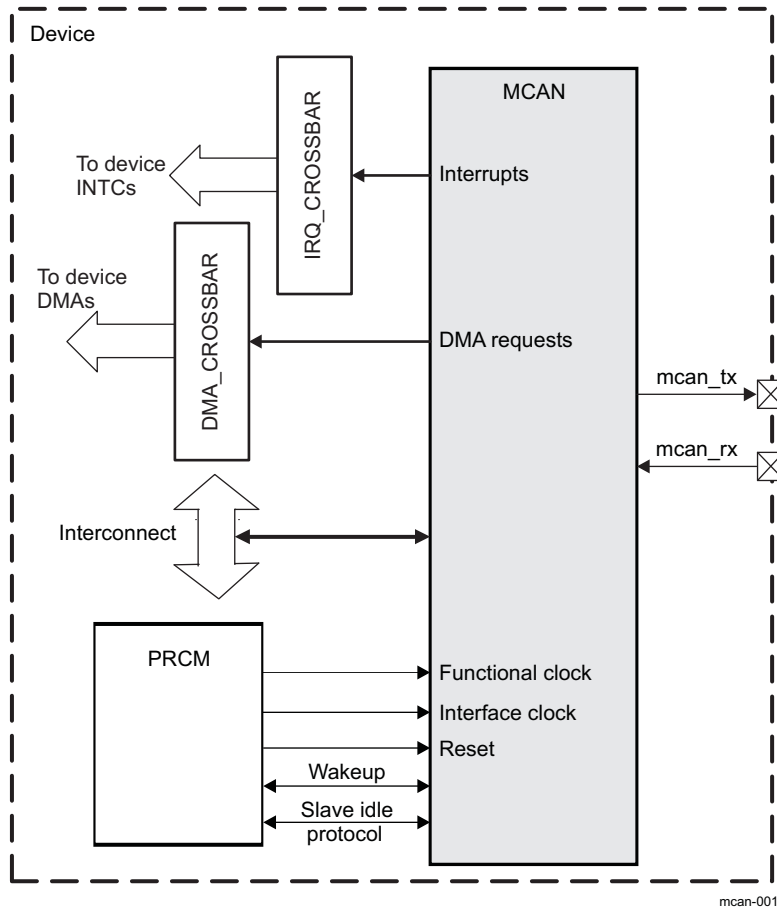 Device
MCAN
IRQ_CROSSBAR
To device
INTCs
Interrupts
DMA_CROSSBAR
To device
DMAs
DMA requests
mcan_tx
mcan_rx
Interconnect
PRCM
Functional clock
Interface clock
Reset
Wakeup
Slave idle
protocol
mcan-001